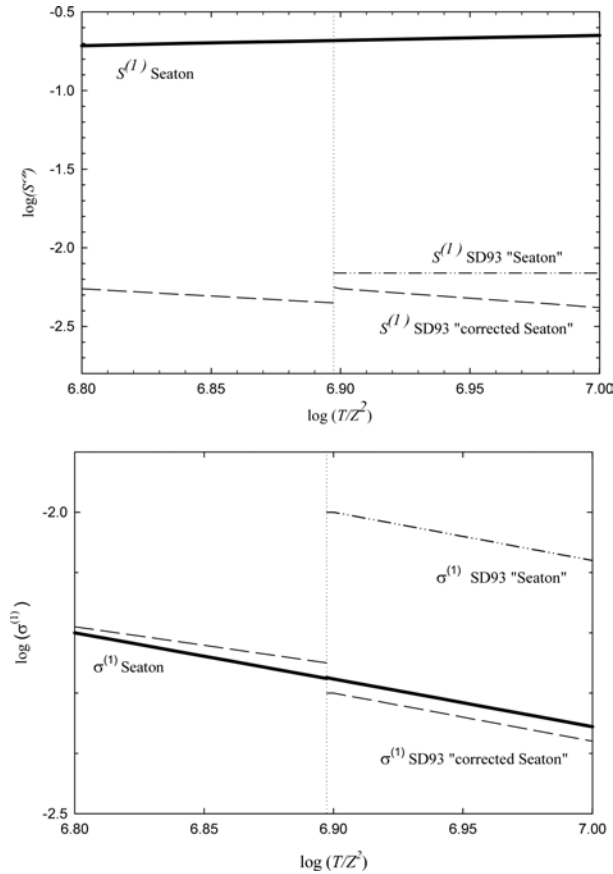 -0.5
S(1) Seaton
-1.0
log(S(1))
-1.5
-2.0
S(1) SD93 "Seaton"
-2.5
S(1) SD93 "corrected Seaton"
6.80 6.85 6.90 6.95 7.00
log (T/Z2)
-2.0
σ(1) SD93 "Seaton"
log (σ(1))
σ(1) Seaton
σ(1) SD93 "corrected Seaton"
-2.5
6.80 6.85 6.90 6.95 7.00
log (T/Z2)